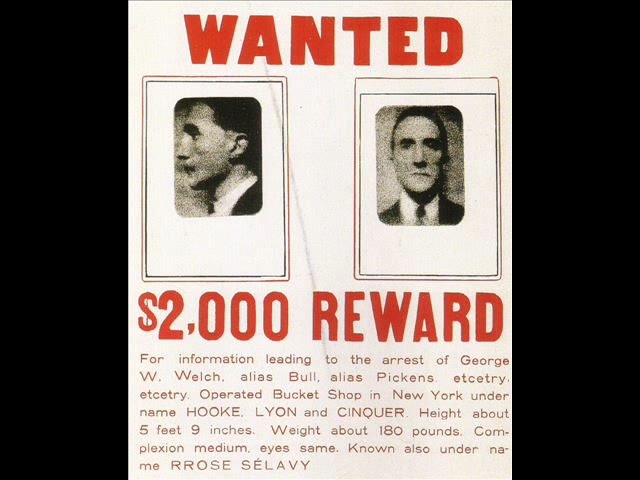 WANTED
$2,000 REWARD
For information leading to the arrest of George
W. Welch, alias Bull, alias Pickens. etcetry.
etcetry. Operated Bucket Shop in New York under
name HOOKE, LYON and CINQUER. Height about
5 feet 9 inches. Weight about 180 pounds. Com-
plexion medium, eyes same. Known also under na-
me RROSE SÉLAVY